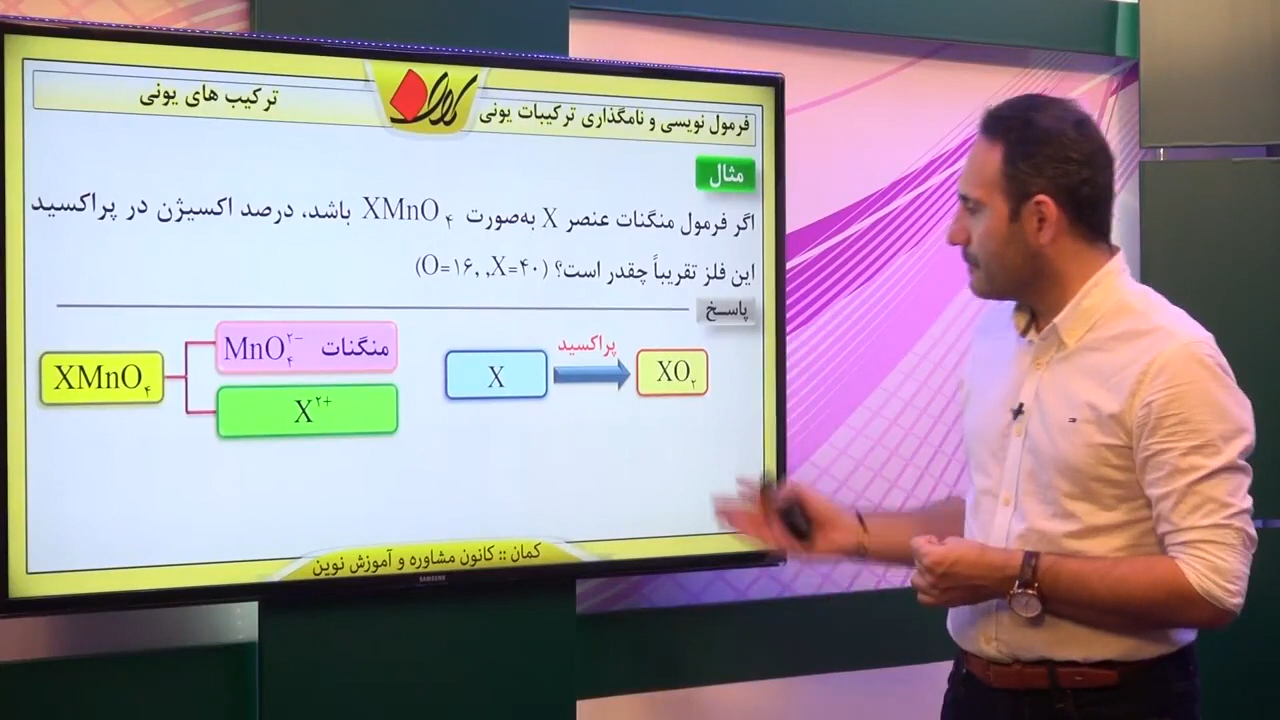 فرمول نویسی و نامگذاری ترکیبات یونی
کمان
ترکیب های یونی
مثال
اگر فرمول منگنات عنصر X به‌صورت XMnO۴ باشد، درصد اکسیژن در پراکسید
این فلز تقریباً چقدر است؟ (O=۱۶, ,X=۴۰)
پاسخ
XMnO۴
MnO۴۲− منگنات
X۲+
X
پراکسید
XO۲
کمان :: کانون مشاوره و آموزش نوین
SAMSUNG